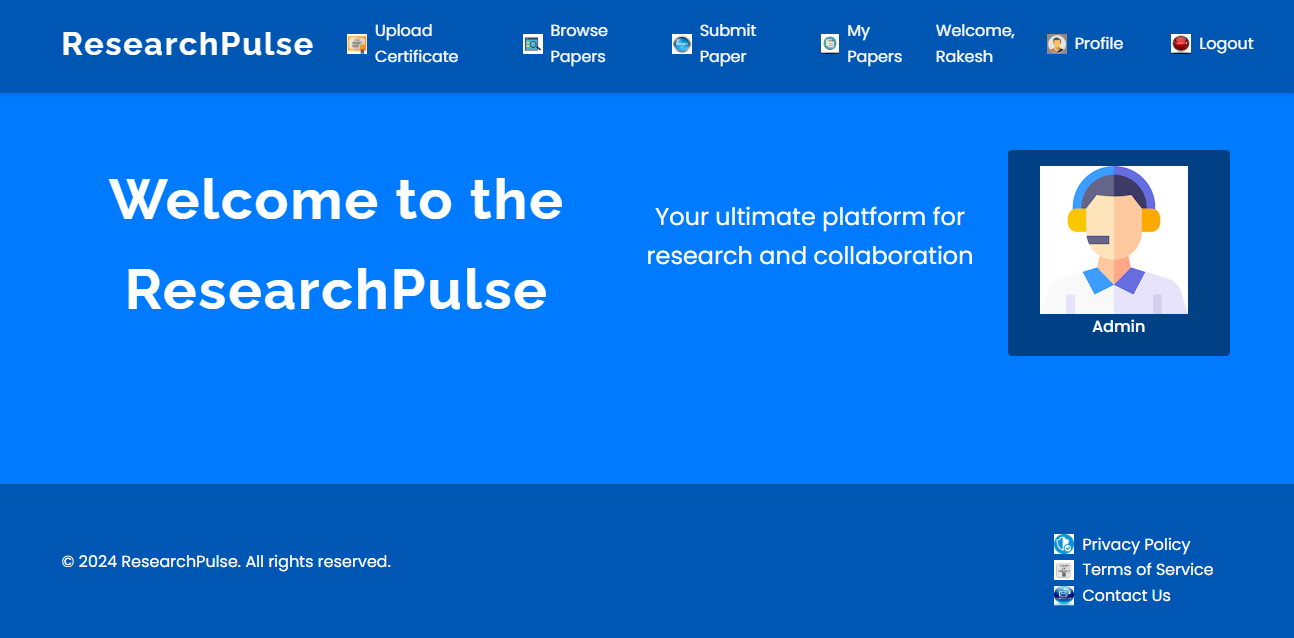 ResearchPulse
Upload
Certificate
Browse
Papers
Submit
Paper
My
Papers
Welcome,
Rakesh
Profile
Logout
Welcome to the
ResearchPulse
Your ultimate platform for
research and collaboration
Admin
© 2024 ResearchPulse. All rights reserved.
Privacy Policy
Terms of Service
Contact Us